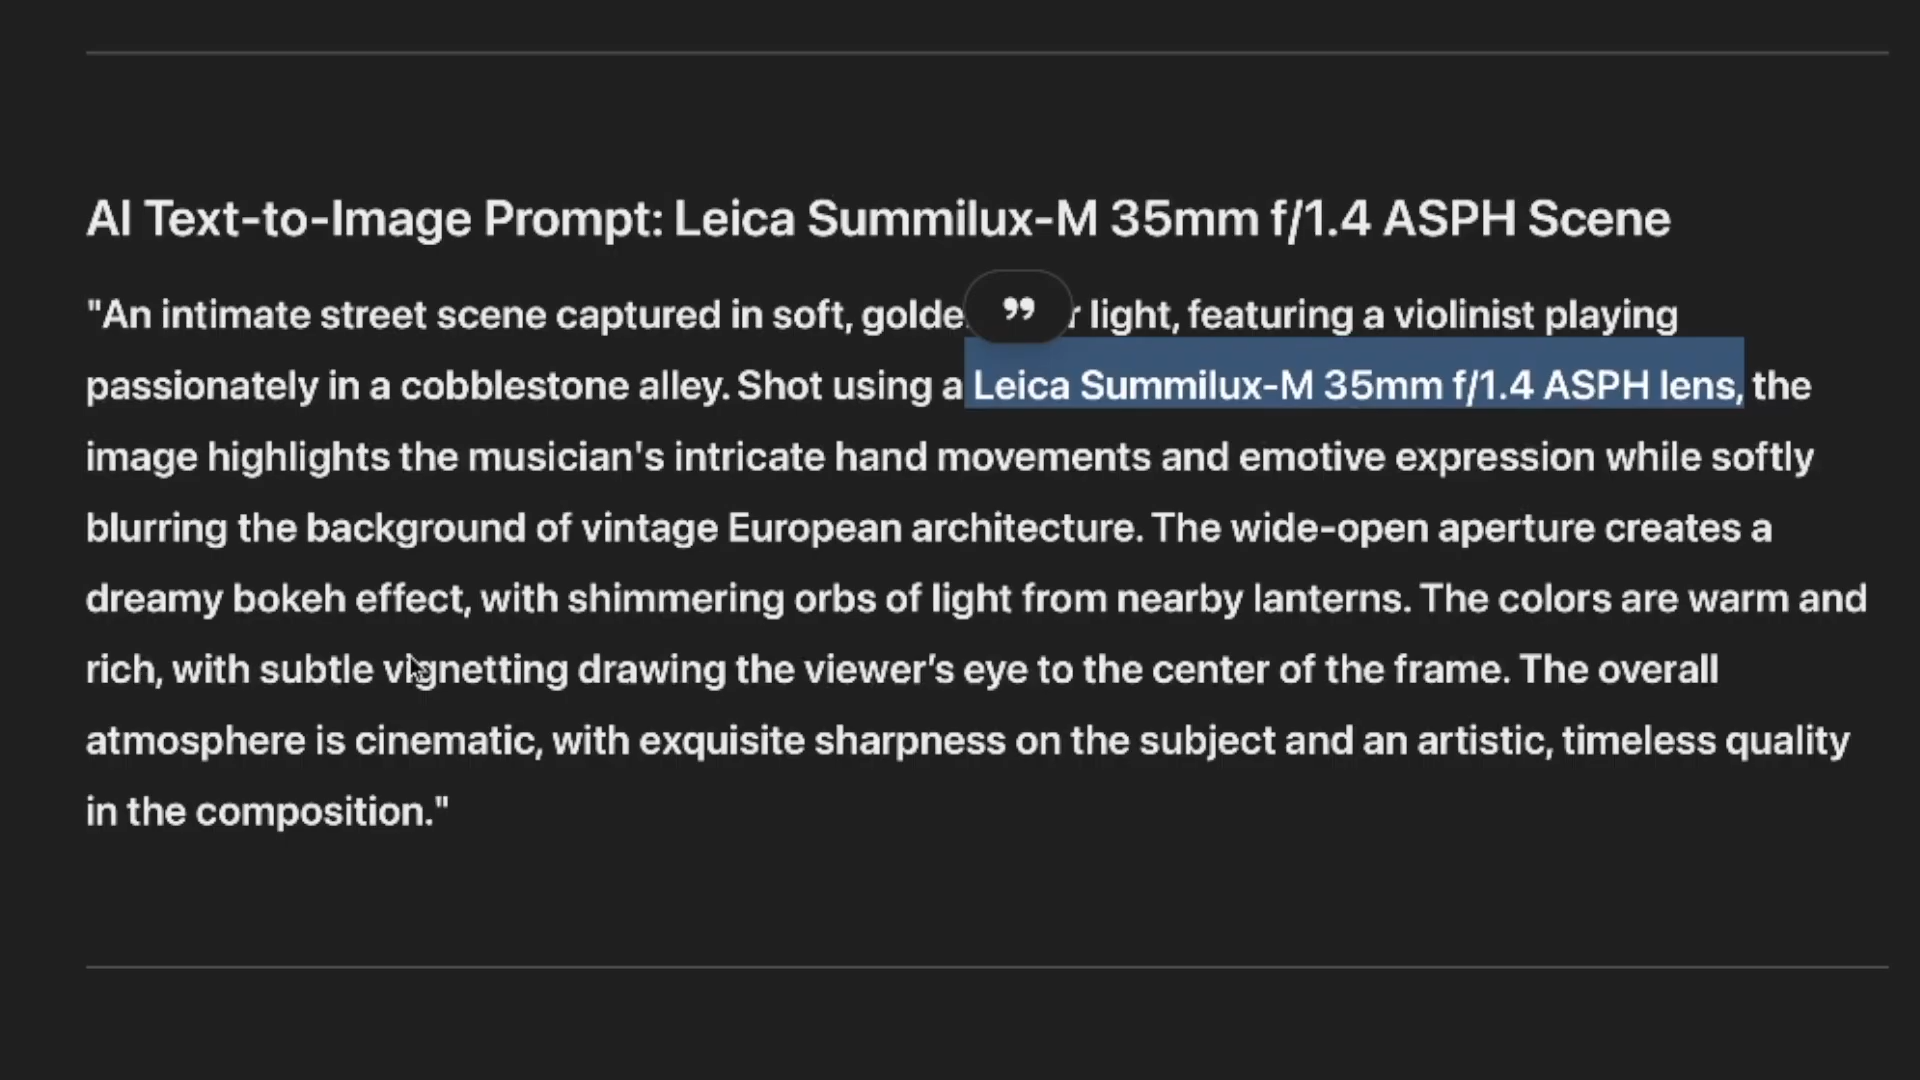 AI Text-to-Image Prompt: Leica Summilux-M 35mm f/1.4 ASPH Scene
"An intimate street scene captured in soft, golde r light, featuring a violinist playing
passionately in a cobblestone alley. Shot using a Leica Summilux-M 35mm f/1.4 ASPH lens, the
image highlights the musician's intricate hand movements and emotive expression while softly
blurring the background of vintage European architecture. The wide-open aperture creates a
dreamy bokeh effect, with shimmering orbs of light from nearby lanterns. The colors are warm and
rich, with subtle vignetting drawing the viewer’s eye to the center of the frame. The overall
atmosphere is cinematic, with exquisite sharpness on the subject and an artistic, timeless quality
in the composition."